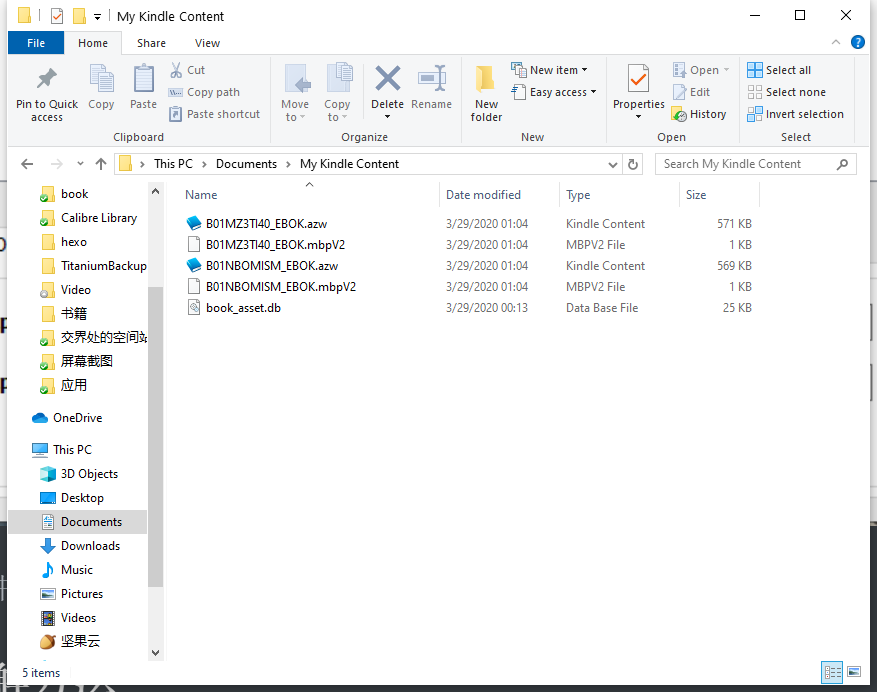 My Kindle Content
File Home Share View
Pin to Quick access
Copy
Paste
Cut
Copy path
Paste shortcut
Clipboard
Move to
Copy to
Delete
Rename
Organize
New folder
New item
Easy access
New
Properties
Open
Edit
History
Open
Select all
Select none
Invert selection
Select
This PC Documents My Kindle Content
Search My Kindle Content
book
Calibre Library
hexo
TitaniumBackup
Video
书籍
交界处的空间站
屏幕截图
应用
OneDrive
This PC
3D Objects
Desktop
Documents
Downloads
Music
Pictures
Videos
坚果云
Name Date modified Type Size
B01MZ3TI40_EBOK.azw 3/29/2020 01:04 Kindle Content 571 KB
B01MZ3TI40_EBOK.mbpV2 3/29/2020 01:04 MBPV2 File 1 KB
B01NBOMISM_EBOK.azw 3/29/2020 01:04 Kindle Content 569 KB
B01NBOMISM_EBOK.mbpV2 3/29/2020 01:04 MBPV2 File 1 KB
book_asset.db 3/29/2020 00:13 Data Base File 25 KB
5 items